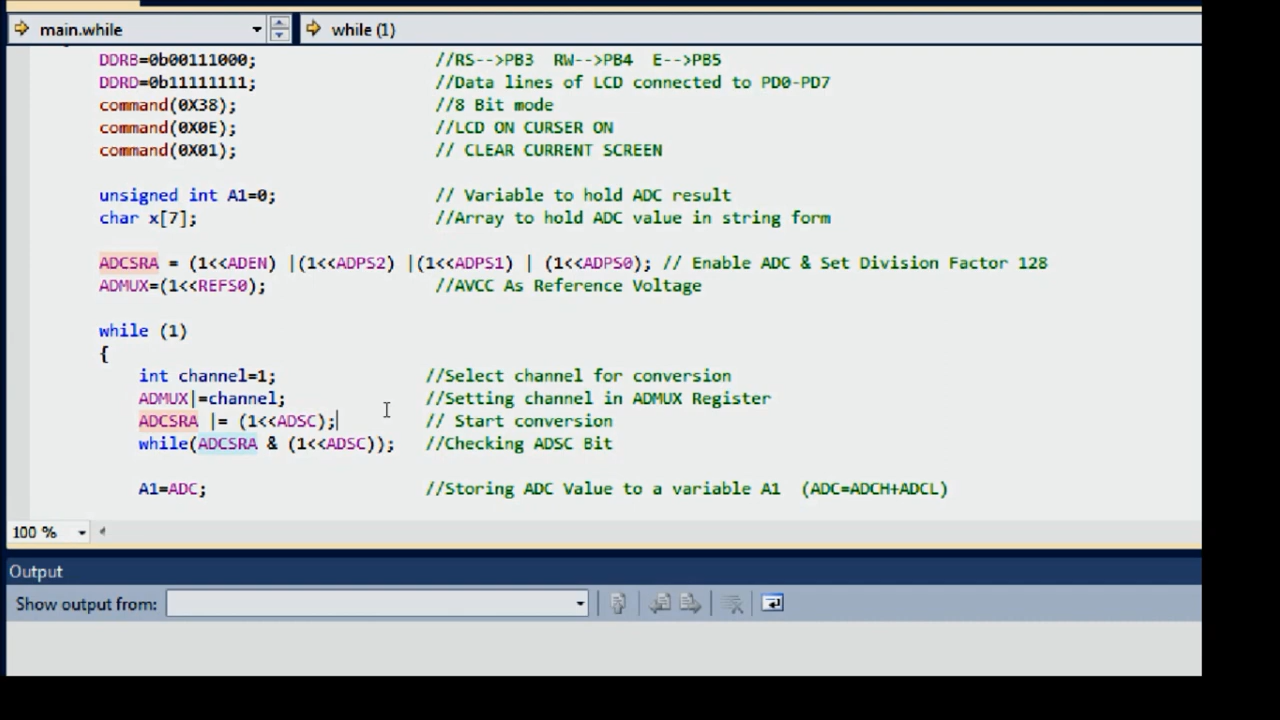 main.while while (1)
DDRB=0b00111000; //RS-->PB3 RW-->PB4 E-->PB5
DDRD=0b11111111; //Data lines of LCD connected to PD0-PD7
command(0X38); //8 Bit mode
command(0X0E); //LCD ON CURSER ON
command(0X01); // CLEAR CURRENT SCREEN
unsigned int A1=0; // Variable to hold ADC result
char x[7]; //Array to hold ADC value in string form
ADCSRA = (1<<ADEN) |(1<<ADPS2) |(1<<ADPS1) | (1<<ADPS0); // Enable ADC & Set Division Factor 128
ADMUX=(1<<REFS0); //AVCC As Reference Voltage
while (1)
{
int channel=1; //Select channel for conversion
ADMUX|=channel; //Setting channel in ADMUX Register
ADCSRA |= (1<<ADSC); // Start conversion
while(ADCSRA & (1<<ADSC)); //Checking ADSC Bit
A1=ADC; //Storing ADC Value to a variable A1 (ADC=ADCH+ADCL)
100 %
Output
Show output from: